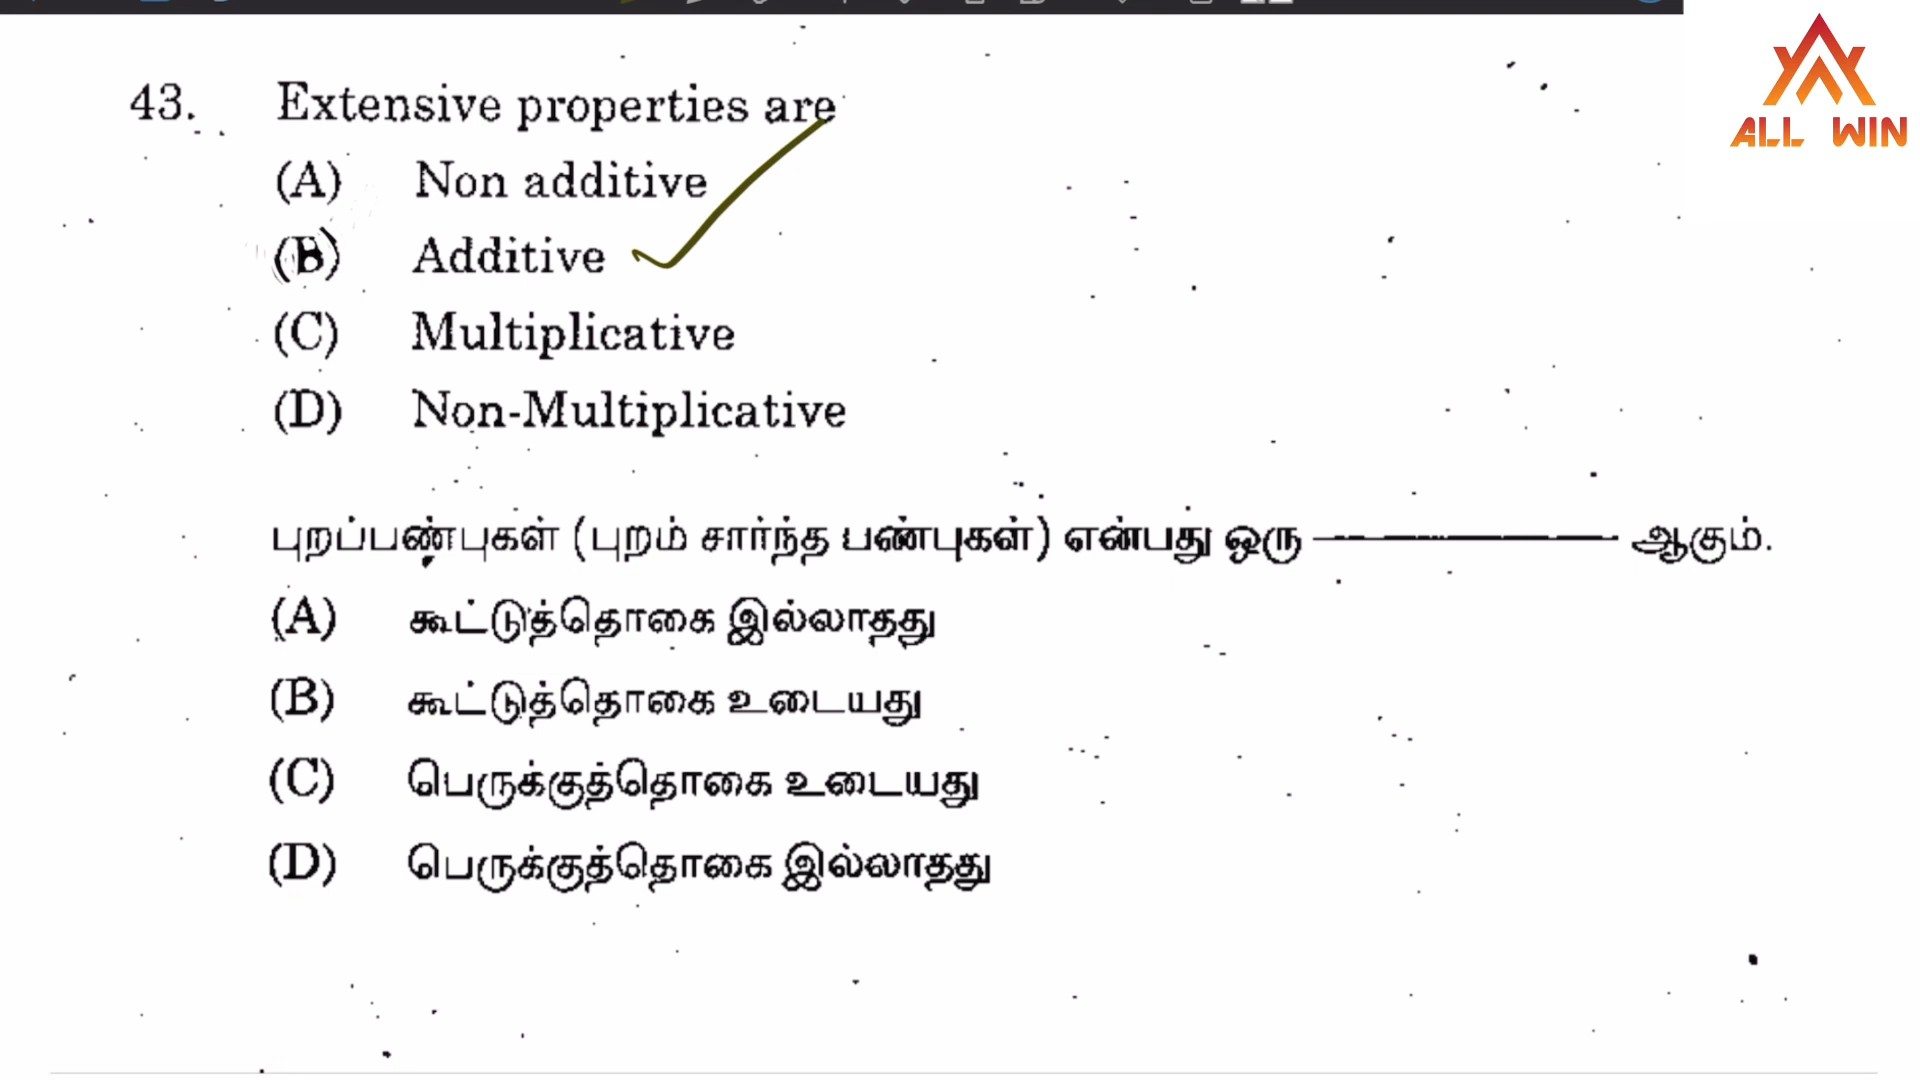 43. Extensive properties are
(A) Non additive
(B) Additive
(C) Multiplicative
(D) Non-Multiplicative
புறப்பண்புகள் (புறம் சார்ந்த பண்புகள்) என்பது ஒரு ———— ஆகும்.
(A) கூட்டுத்தொகை இல்லாதது
(B) கூட்டுத்தொகை உடையது
(C) பெருக்குத்தொகை உடையது
(D) பெருக்குத்தொகை இல்லாதது
ALL WIN